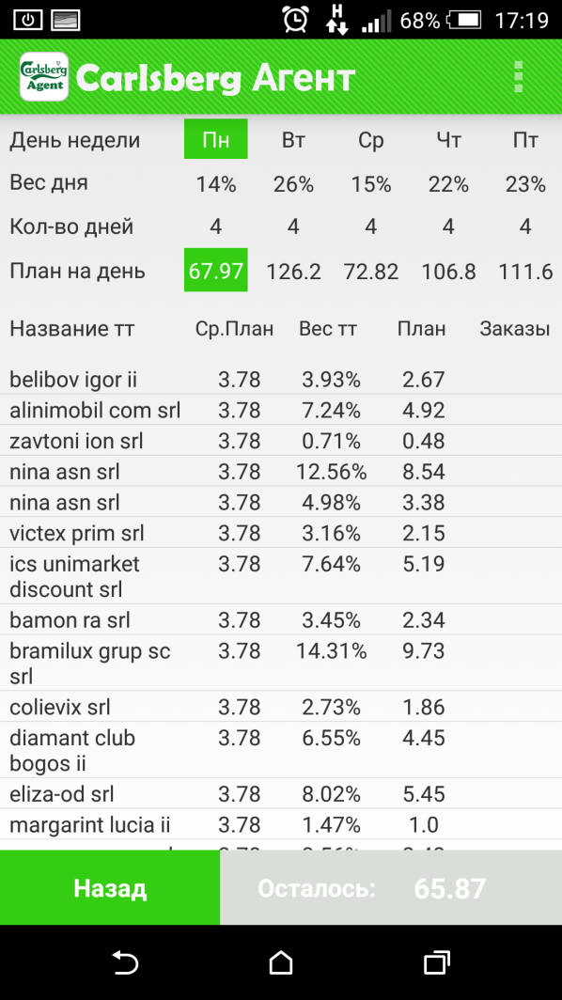 H 68% 17:19
Carlsberg Agent Carlsberg Агент
День недели Пн Вт Ср Чт Пт
Вес дня 14% 26% 15% 22% 23%
Кол-во дней 4 4 4 4 4
План на день 67.97 126.2 72.82 106.8 111.6
Название тт Ср.План Вес тт План Заказы
belibov igor ii 3.78 3.93% 2.67
alinimobil com srl 3.78 7.24% 4.92
zavtoni ion srl 3.78 0.71% 0.48
nina asn srl 3.78 12.56% 8.54
nina asn srl 3.78 4.98% 3.38
victex prim srl 3.78 3.16% 2.15
ics unimarket 3.78 7.64% 5.19
discount srl
bamon ra srl 3.78 3.45% 2.34
bramilux grup sc 3.78 14.31% 9.73
srl
colievix srl 3.78 2.73% 1.86
diamant club 3.78 6.55% 4.45
bogos ii
eliza-od srl 3.78 8.02% 5.45
margarint lucia ii 3.78 1.47% 1.0
Назад Осталось: 65.87